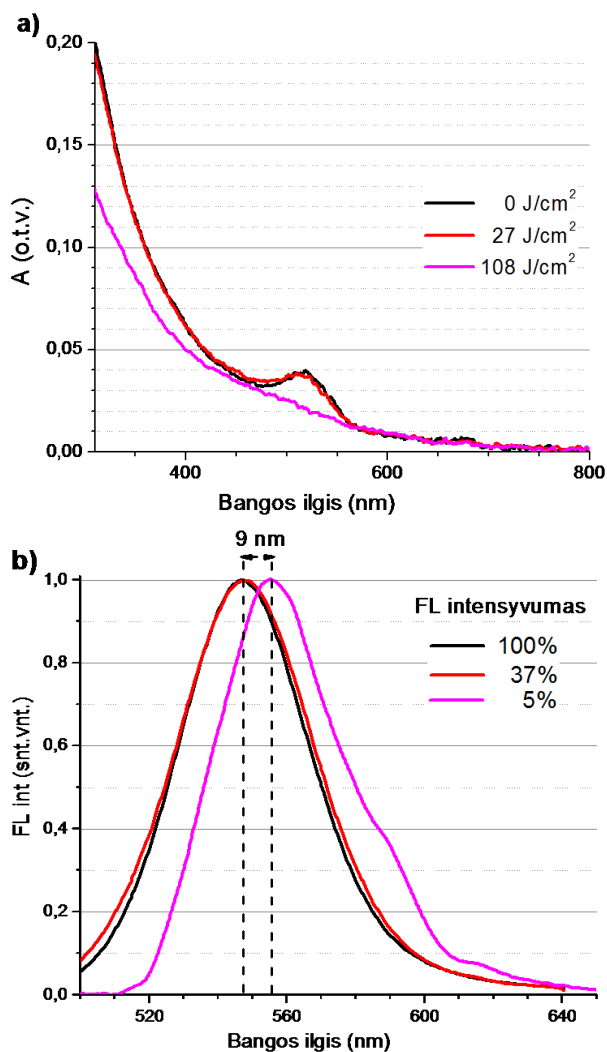 a)
0,20
0,15
0,10
0,05
0,00
A (o.t.v.)
0 J/cm²
27 J/cm²
108 J/cm²
400 600 800
Bangos ilgis (nm)
9 nm
b)
1,0
0,8
0,6
0,4
0,2
0,0
FL int (snt.vnt.)
FL intensyvumas
100%
37%
5%
520 560 600 640
Bangos ilgis (nm)